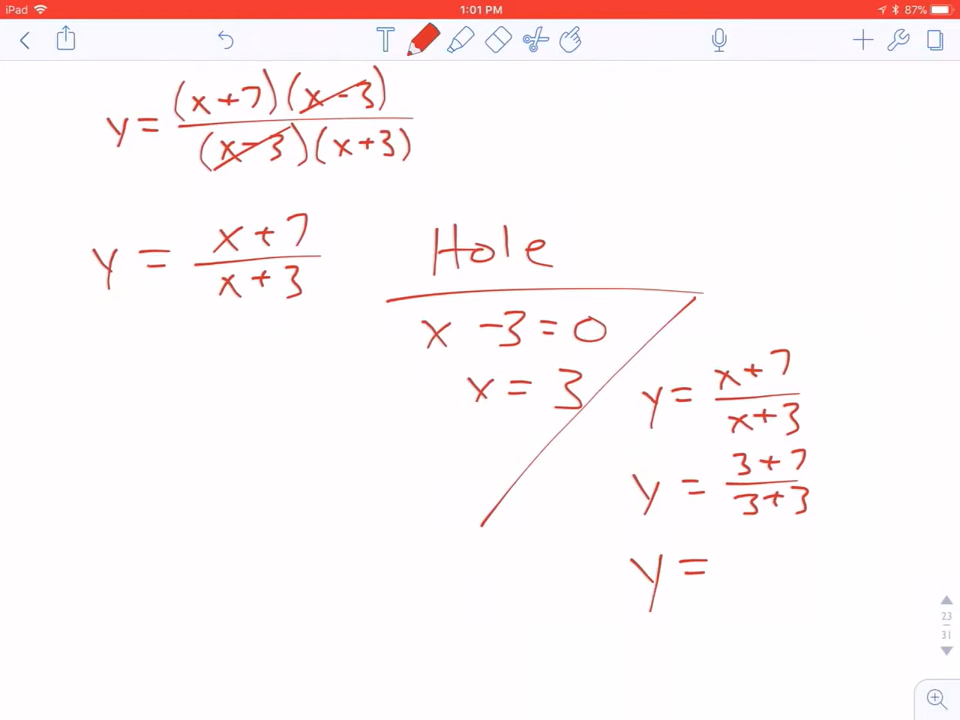 iPad 1:01 PM 87%
T
y = (x+7)(x-3) / (x-3)(x+3)
y = x+7 / x+3
Hole
x -3 = 0
x = 3
y = x+7 / x+3
y = 3+7 / 3+3
y =
23
31